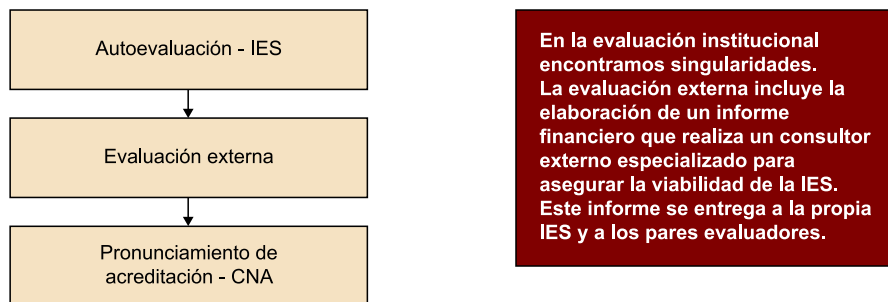 Autoevaluación - IES
Evaluación externa
Pronunciamiento de
acreditación - CNA
En la evaluación institucional
encontramos singularidades.
La evaluación externa incluye la
elaboración de un informe
financiero que realiza un consultor
externo especializado para
asegurar la viabilidad de la IES.
Este informe se entrega a la propia
IES y a los pares evaluadores.